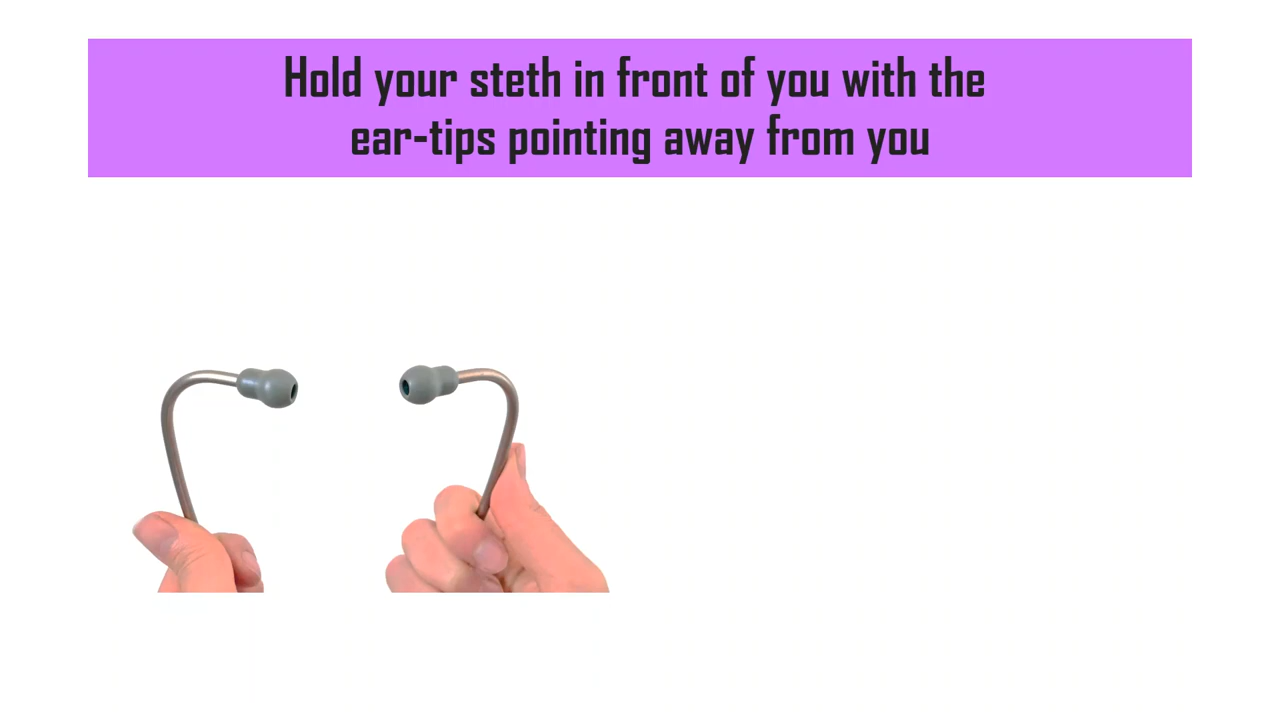 Hold your steth in front of you with the
ear-tips pointing away from you